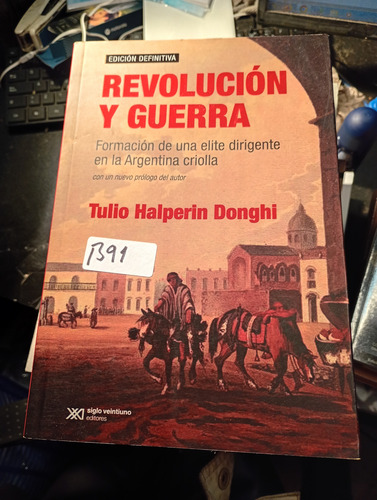 EDICIÓN DEFINITIVA
REVOLUCIÓN
Y GUERRA
Formación de una elite dirigente
en la Argentina criolla
con un nuevo prólogo del autor
Tulio Halperin Donghi
B91
siglo veintiuno
editores